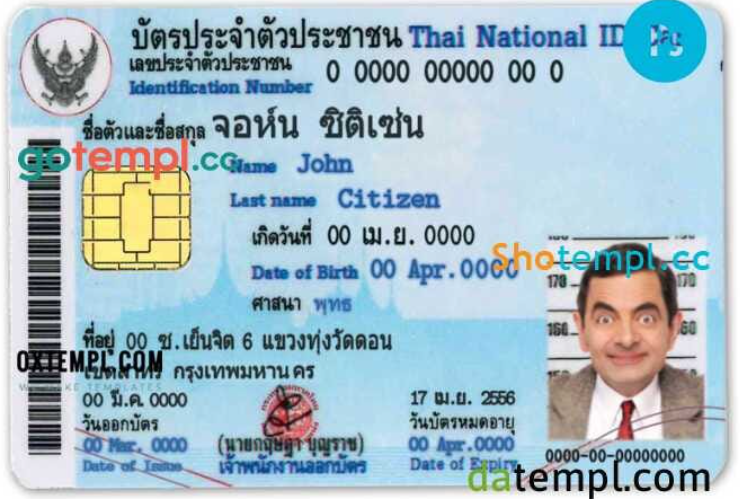 บัตรประจำตัวประชาชน Thai National ID
Ps
เลขประจำตัวประชาชน 0 0000 00000 00 0
Identification Number
ชื่อตัวและชื่อสกุล จอห์น ซิติเซ่น
gotempl.cc
Name John
Last name Citizen
เกิดวันที่ 00 เม.ย. 0000
Date of Birth 00 Apr.0000
Shotempl.cc
ศาสนา พุทธ
170 170
160 160
ที่อยู่ 00 ซ.เย็นจิต 6 แขวงทุ่งวัดดอน
OXTEMPL.COM
กรุงเทพมหานคร
WE MAKE TEMPLATES
00 มี.ค. 0000
วันออกบัตร
00 Mar. 0000
Date of Issue
(นายกฤษฎา บุญราช)
เจ้าพนักงานออกบัตร
17 เม.ย. 2556
วันบัตรหมดอายุ
00 Apr.0000
Date of Expiry
0000-00-00000000
datempl.com